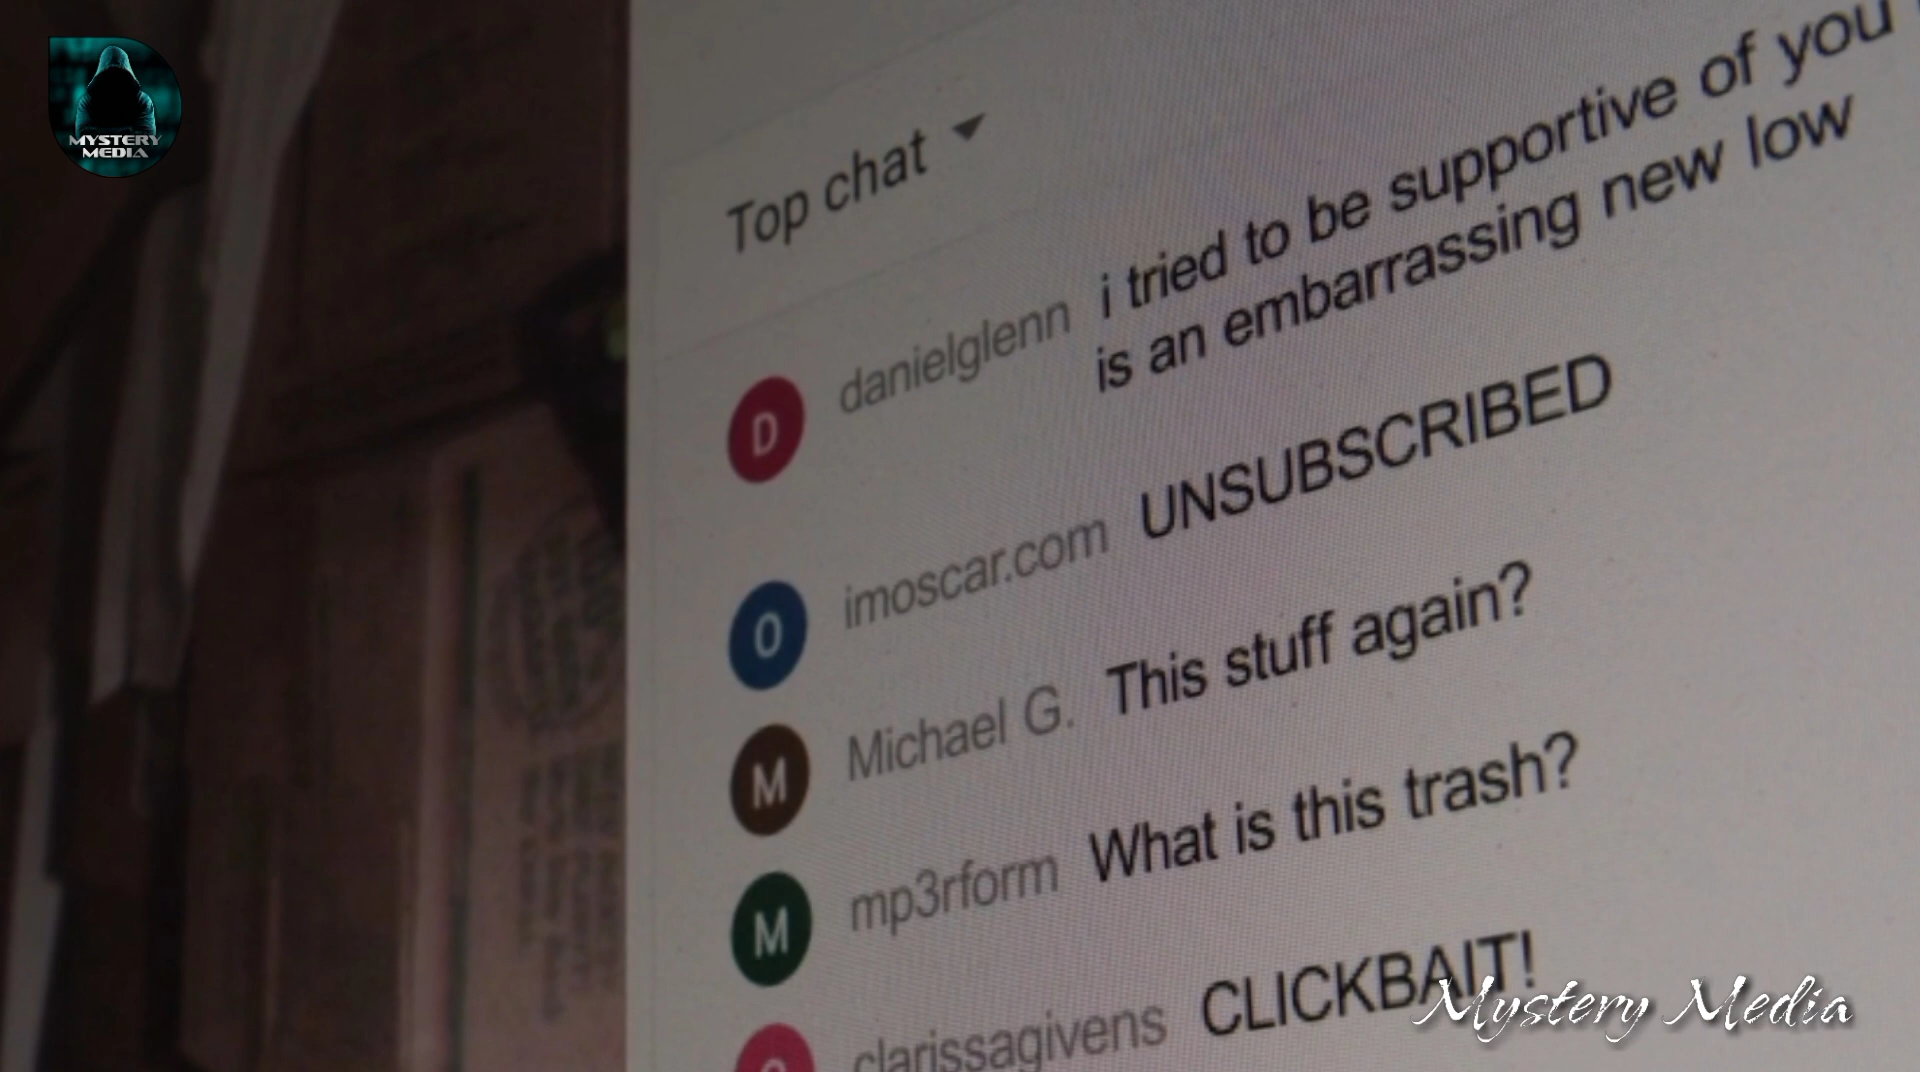 MYSTERY
MEDIA
Top chat
danielglenn i tried to be supportive of you
is an embarrassing new low
D
imoscar.com UNSUBSCRIBED
O
Michael G. This stuff again?
M
mp3rform What is this trash?
M
clarissagivens CLICKBAIT!
Mystery Media